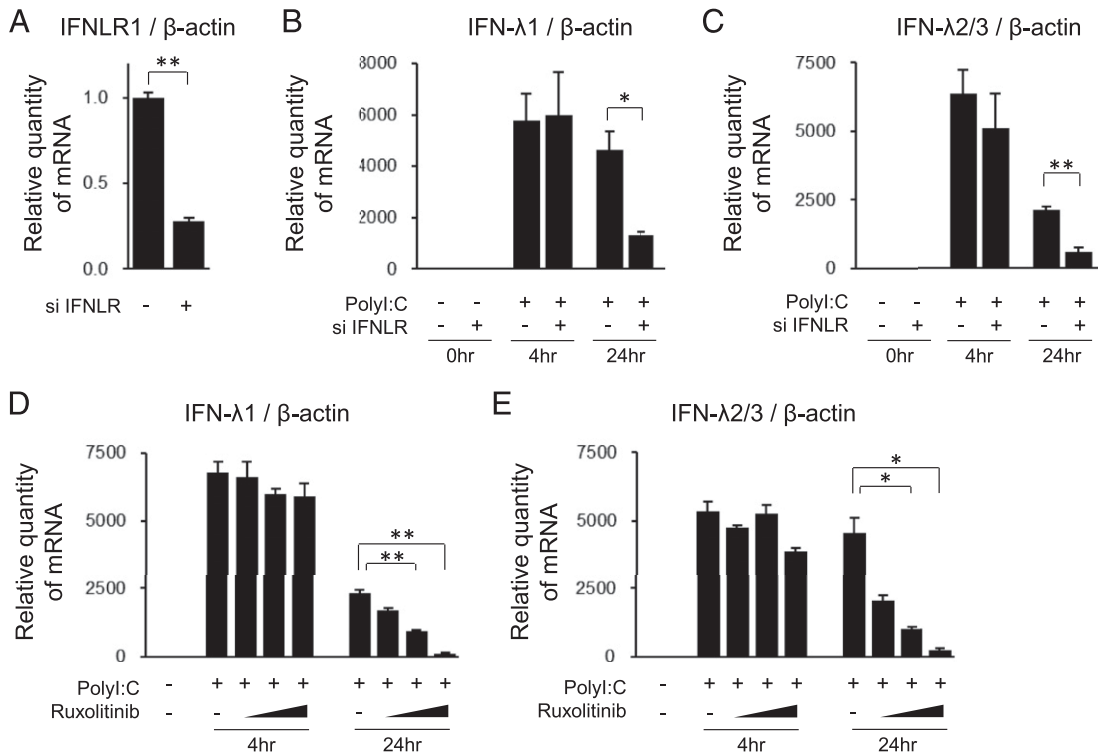 A
IFNLR1 / β-actin
Relative quantity
of mRNA
1.0
0.5
0.0
**
si IFNLR
- +
B
IFN-λ1 / β-actin
Relative quantity
of mRNA
8000
6000
4000
2000
0
*
PolyI:C - - + + + +
si IFNLR - + - + - +
0hr 4hr 24hr
C
IFN-λ2/3 / β-actin
Relative quantity
of mRNA
7500
5000
2500
0
**
PolyI:C - - + + + +
si IFNLR - + - + - +
0hr 4hr 24hr
D
IFN-λ1 / β-actin
Relative quantity
of mRNA
7500
5000
2500
0
**
**
PolyI:C - + + + + + + + +
Ruxolitinib - - -
4hr 24hr
E
IFN-λ2/3 / β-actin
Relative quantity
of mRNA
7500
5000
2500
0
*
*
PolyI:C - + + + + + + + +
Ruxolitinib - - -
4hr 24hr